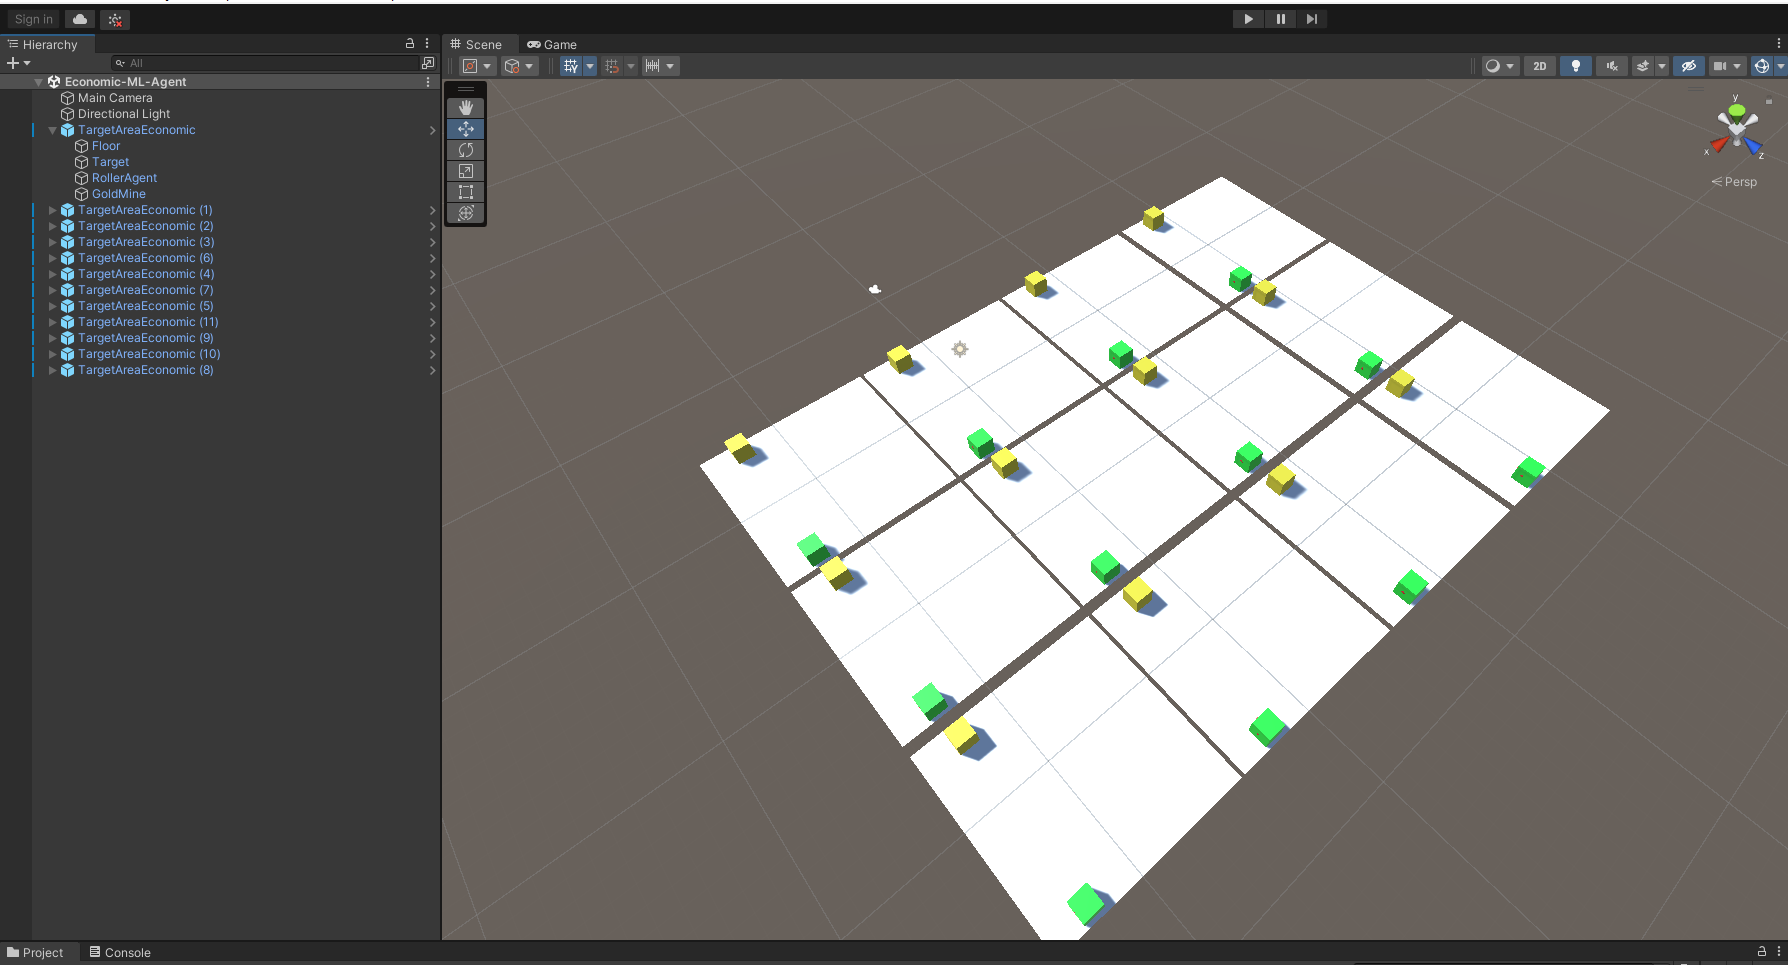 Sign in
Hierarchy
All
Economic-ML-Agent
Main Camera
Directional Light
TargetAreaEconomic
Floor
Target
RollerAgent
GoldMine
TargetAreaEconomic (1)
TargetAreaEconomic (2)
TargetAreaEconomic (3)
TargetAreaEconomic (6)
TargetAreaEconomic (4)
TargetAreaEconomic (7)
TargetAreaEconomic (5)
TargetAreaEconomic (11)
TargetAreaEconomic (9)
TargetAreaEconomic (10)
TargetAreaEconomic (8)
Scene Game
2D
y
x
z
Persp
Project Console